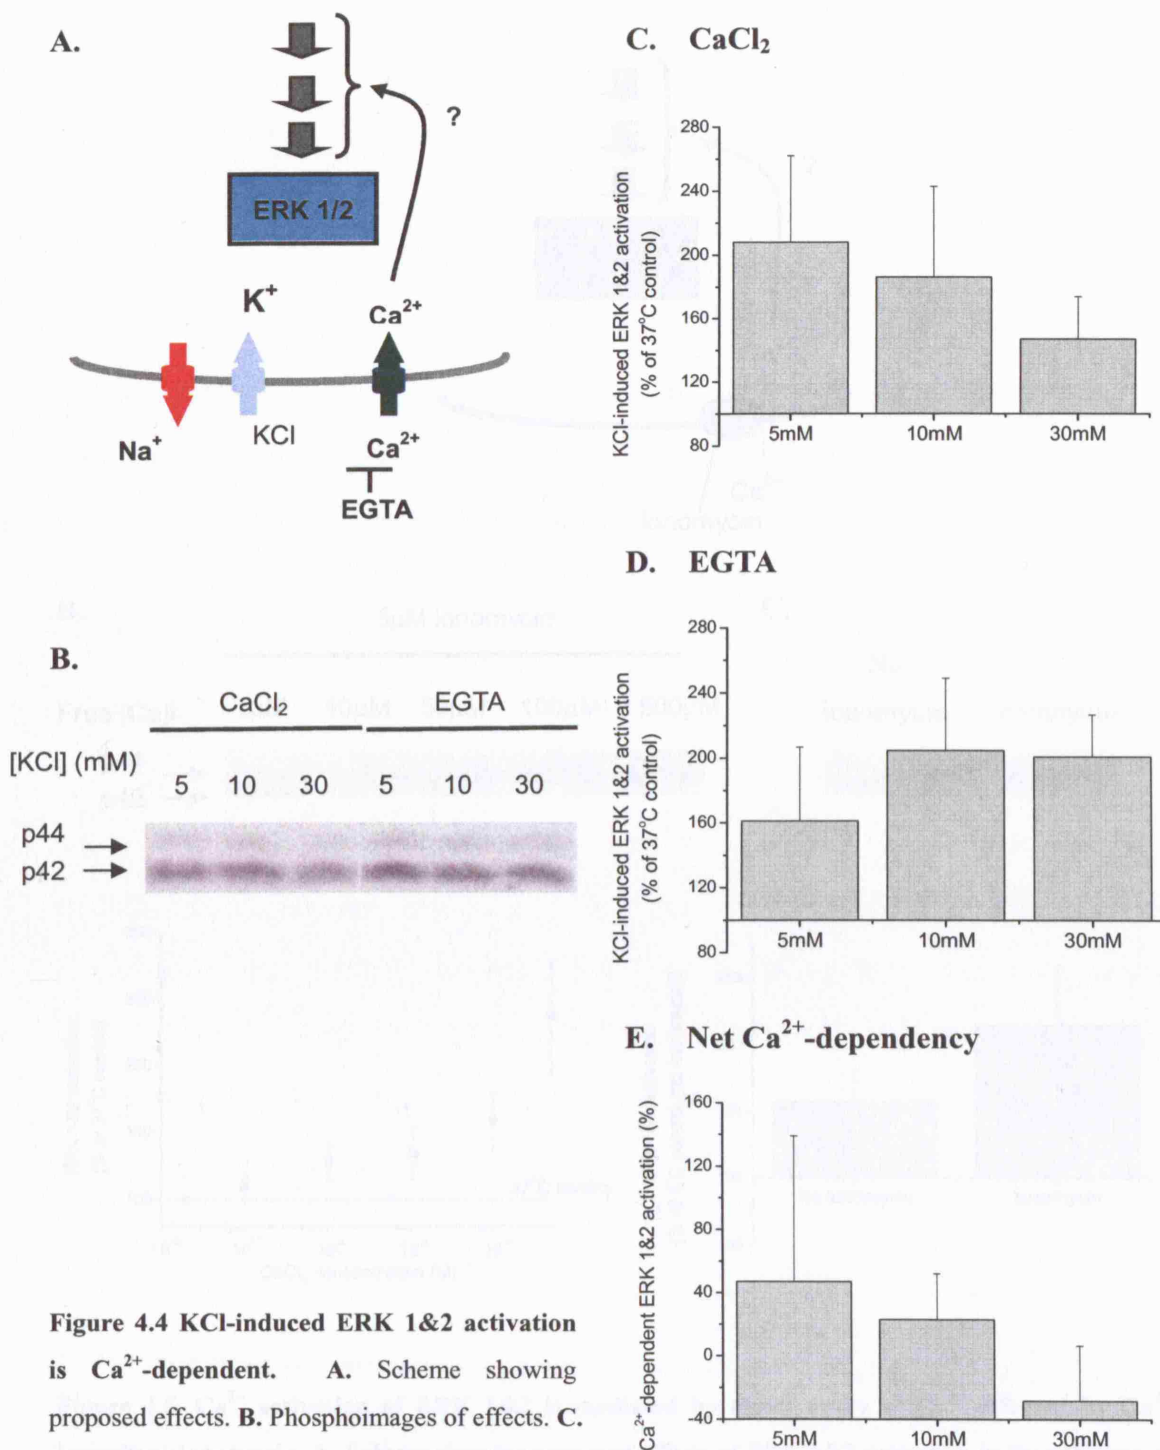 A.
?
ERK 1/2
K+
Ca2+
Na+
KCl
Ca2+
EGTA
B.
CaCl2
EGTA
[KCl] (mM)
5 10 30 5 10 30
p44
p42
Figure 4.4 KCl-induced ERK 1&2 activation
is Ca2+-dependent. A. Scheme showing
proposed effects. B. Phosphoimages of effects. C.
C. CaCl2
KCl-induced ERK 1&2 activation
(% of 37°C control)
280
240
200
160
120
80
5mM 10mM 30mM
D. EGTA
KCl-induced ERK 1&2 activation
(% of 37°C control)
280
240
200
160
120
80
5mM 10mM 30mM
E. Net Ca2+-dependency
Ca2+-dependent ERK 1&2 activation (%)
160
120
80
40
0
-40
5mM 10mM 30mM